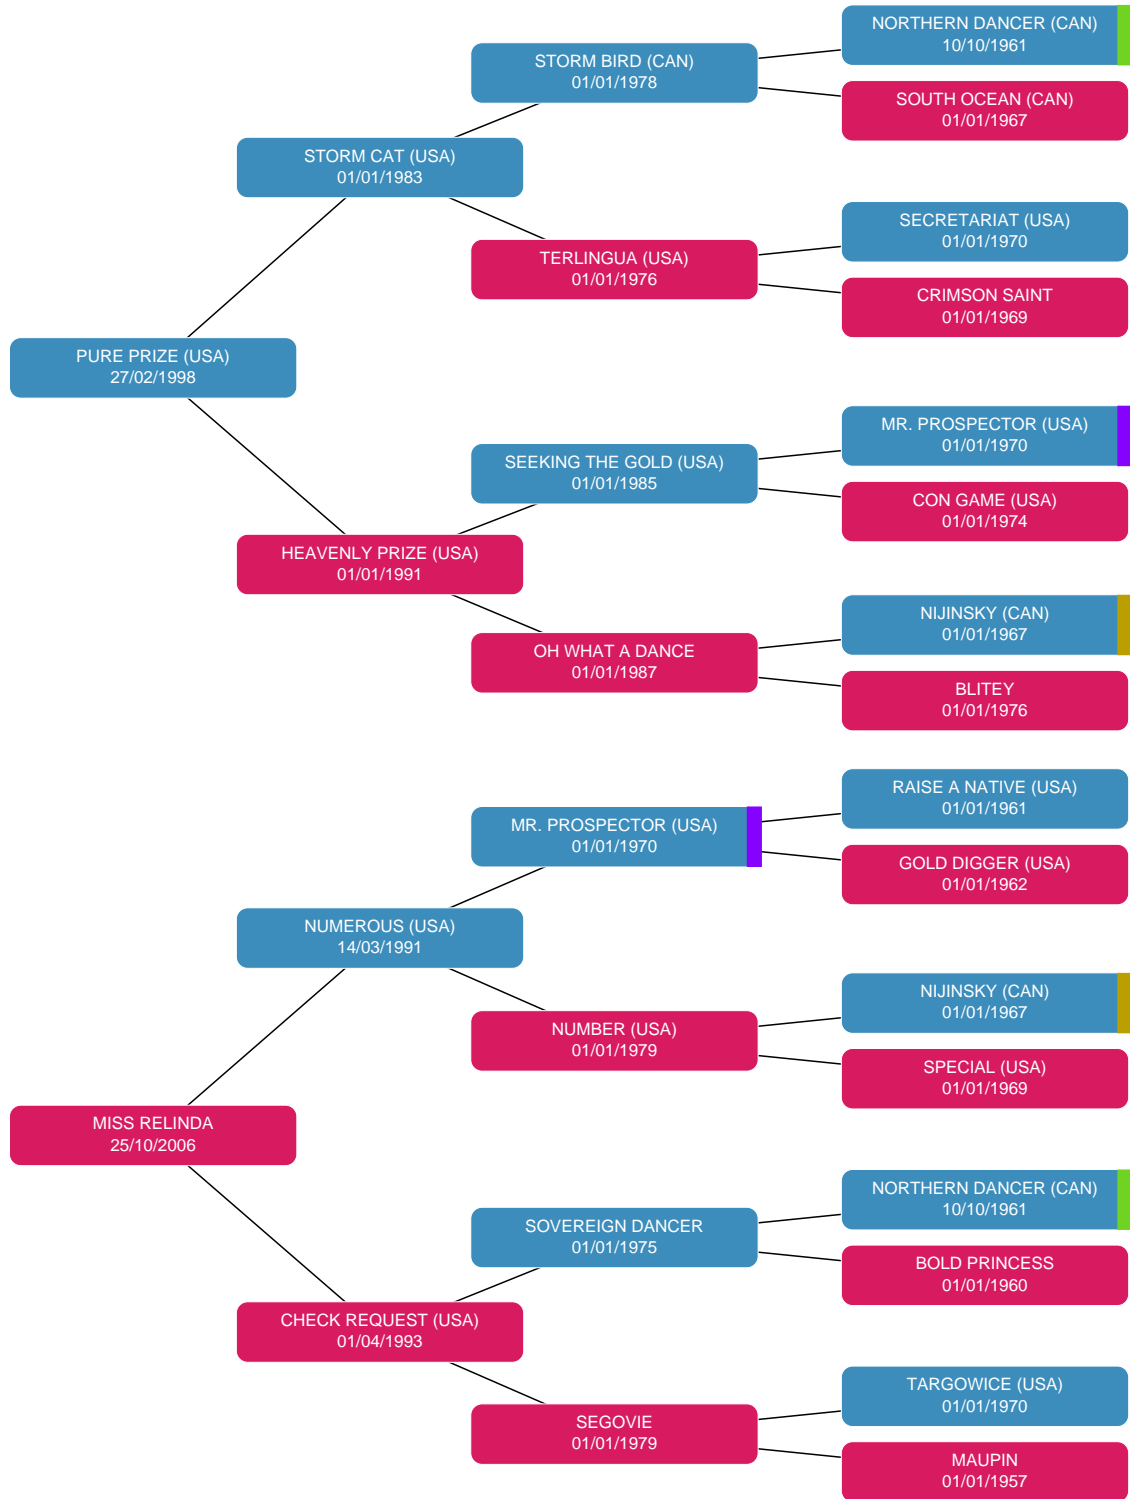 NORTHERN DANCER (CAN)
10/10/1961
STORM BIRD (CAN)
01/01/1978
SOUTH OCEAN (CAN)
01/01/1967
STORM CAT (USA)
01/01/1983
SECRETARIAT (USA)
01/01/1970
TERLINGUA (USA)
01/01/1976
CRIMSON SAINT
01/01/1969
PURE PRIZE (USA)
27/02/1998
MR. PROSPECTOR (USA)
01/01/1970
SEEKING THE GOLD (USA)
01/01/1985
CON GAME (USA)
01/01/1974
HEAVENLY PRIZE (USA)
01/01/1991
NIJINSKY (CAN)
01/01/1967
OH WHAT A DANCE
01/01/1987
BLITEY
01/01/1976
RAISE A NATIVE (USA)
01/01/1961
MR. PROSPECTOR (USA)
01/01/1970
GOLD DIGGER (USA)
01/01/1962
NUMEROUS (USA)
14/03/1991
NIJINSKY (CAN)
01/01/1967
NUMBER (USA)
01/01/1979
SPECIAL (USA)
01/01/1969
MISS RELINDA
25/10/2006
NORTHERN DANCER (CAN)
10/10/1961
SOVEREIGN DANCER
01/01/1975
BOLD PRINCESS
01/01/1960
CHECK REQUEST (USA)
01/04/1993
TARGOWICE (USA)
01/01/1970
SEGOVIE
01/01/1979
MAUPIN
01/01/1957